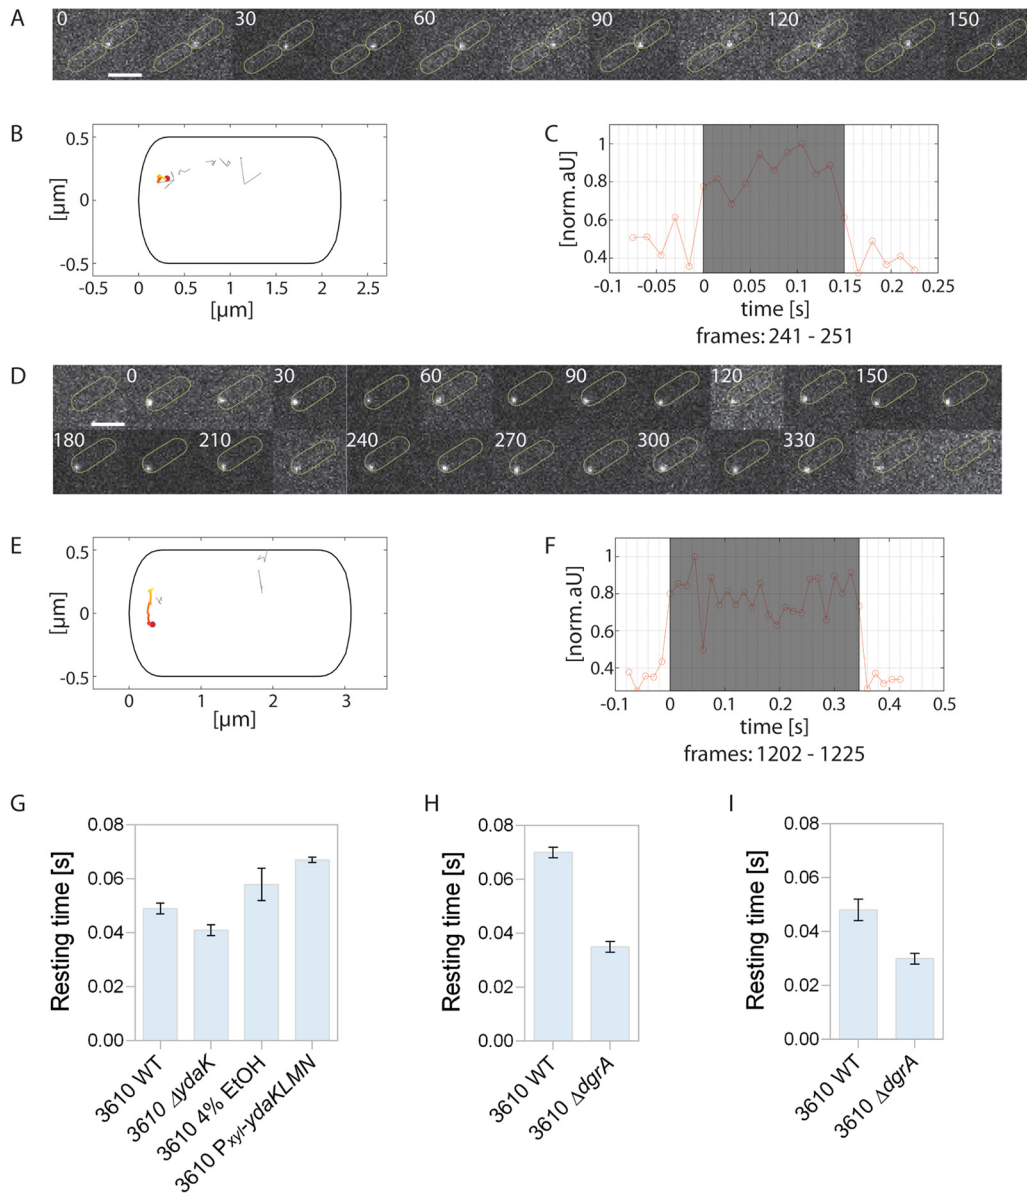 A
0 30 60 90 120 150
B
0.5
0
-0.5
[µm]
-0.5 0 0.5 1 1.5 2 2.5
[µm]
C
1
0.8
0.6
0.4
[norm.aU]
-0.1 -0.05 0 0.05 0.1 0.15 0.2 0.25
time [s]
frames: 241 - 251
D
0 30 60 90 120 150
180 210 240 270 300 330
E
0.5
0
-0.5
[µm]
0 1 2 3
[µm]
F
1
0.8
0.6
0.4
[norm.aU]
-0.1 0 0.1 0.2 0.3 0.4 0.5
time [s]
frames: 1202 - 1225
G
0.08
0.06
0.04
0.02
0.00
Resting time [s]
3610 WT
3610 ΔydaK
3610 4% EtOH
3610 Pxyl-ydaKLMN
H
0.08
0.06
0.04
0.02
0.00
Resting time [s]
3610 WT
3610 ΔdgrA
I
0.08
0.06
0.04
0.02
0.00
Resting time [s]
3610 WT
3610 ΔdgrA